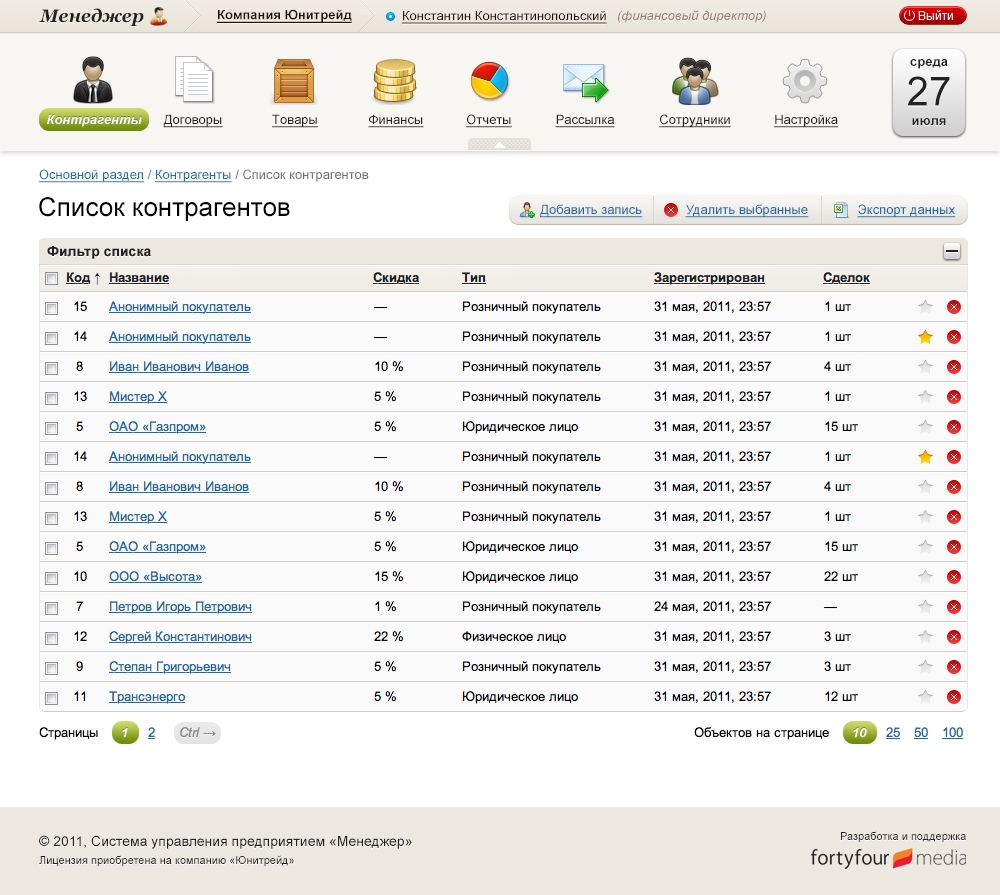 Менеджер Компания Юнитрейд Константин Константинопольский (финансовый директор) Выйти
среда
27
июля
Контрагенты Договоры Товары Финансы Отчеты Рассылка Сотрудники Настройка
Основной раздел / Контрагенты / Список контрагентов
Список контрагентов Добавить запись Удалить выбранные Экспорт данных
Фильтр списка
Код ↑ Название Скидка Тип Зарегистрирован Сделок
15 Анонимный покупатель — Розничный покупатель 31 мая, 2011, 23:57 1 шт
14 Анонимный покупатель — Розничный покупатель 31 мая, 2011, 23:57 1 шт
8 Иван Иванович Иванов 10 % Розничный покупатель 31 мая, 2011, 23:57 4 шт
13 Мистер Х 5 % Розничный покупатель 31 мая, 2011, 23:57 1 шт
5 ОАО «Газпром» 5 % Юридическое лицо 31 мая, 2011, 23:57 15 шт
14 Анонимный покупатель — Розничный покупатель 31 мая, 2011, 23:57 1 шт
8 Иван Иванович Иванов 10 % Розничный покупатель 31 мая, 2011, 23:57 4 шт
13 Мистер Х 5 % Розничный покупатель 31 мая, 2011, 23:57 1 шт
5 ОАО «Газпром» 5 % Юридическое лицо 31 мая, 2011, 23:57 15 шт
10 ООО «Высота» 15 % Юридическое лицо 31 мая, 2011, 23:57 22 шт
7 Петров Игорь Петрович 1 % Розничный покупатель 24 мая, 2011, 23:57 —
12 Сергей Константинович 22 % Физическое лицо 31 мая, 2011, 23:57 3 шт
9 Степан Григорьевич 5 % Розничный покупатель 31 мая, 2011, 23:57 3 шт
11 Трансэнерго 5 % Юридическое лицо 31 мая, 2011, 23:57 12 шт
Страницы 1 2 Ctrl → Объектов на странице 10 25 50 100
© 2011, Система управления предприятием «Менеджер»
Лицензия приобретена на компанию «Юнитрейд»
Разработка и поддержка
fortyfour media